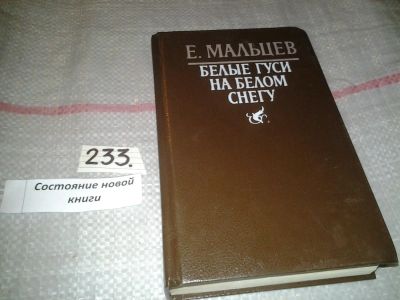 Е. МАЛЬЦЕВ
БЕЛЫЕ ГУСИ
НА БЕЛОМ
СНЕГУ
233.
Состояние новой
книги